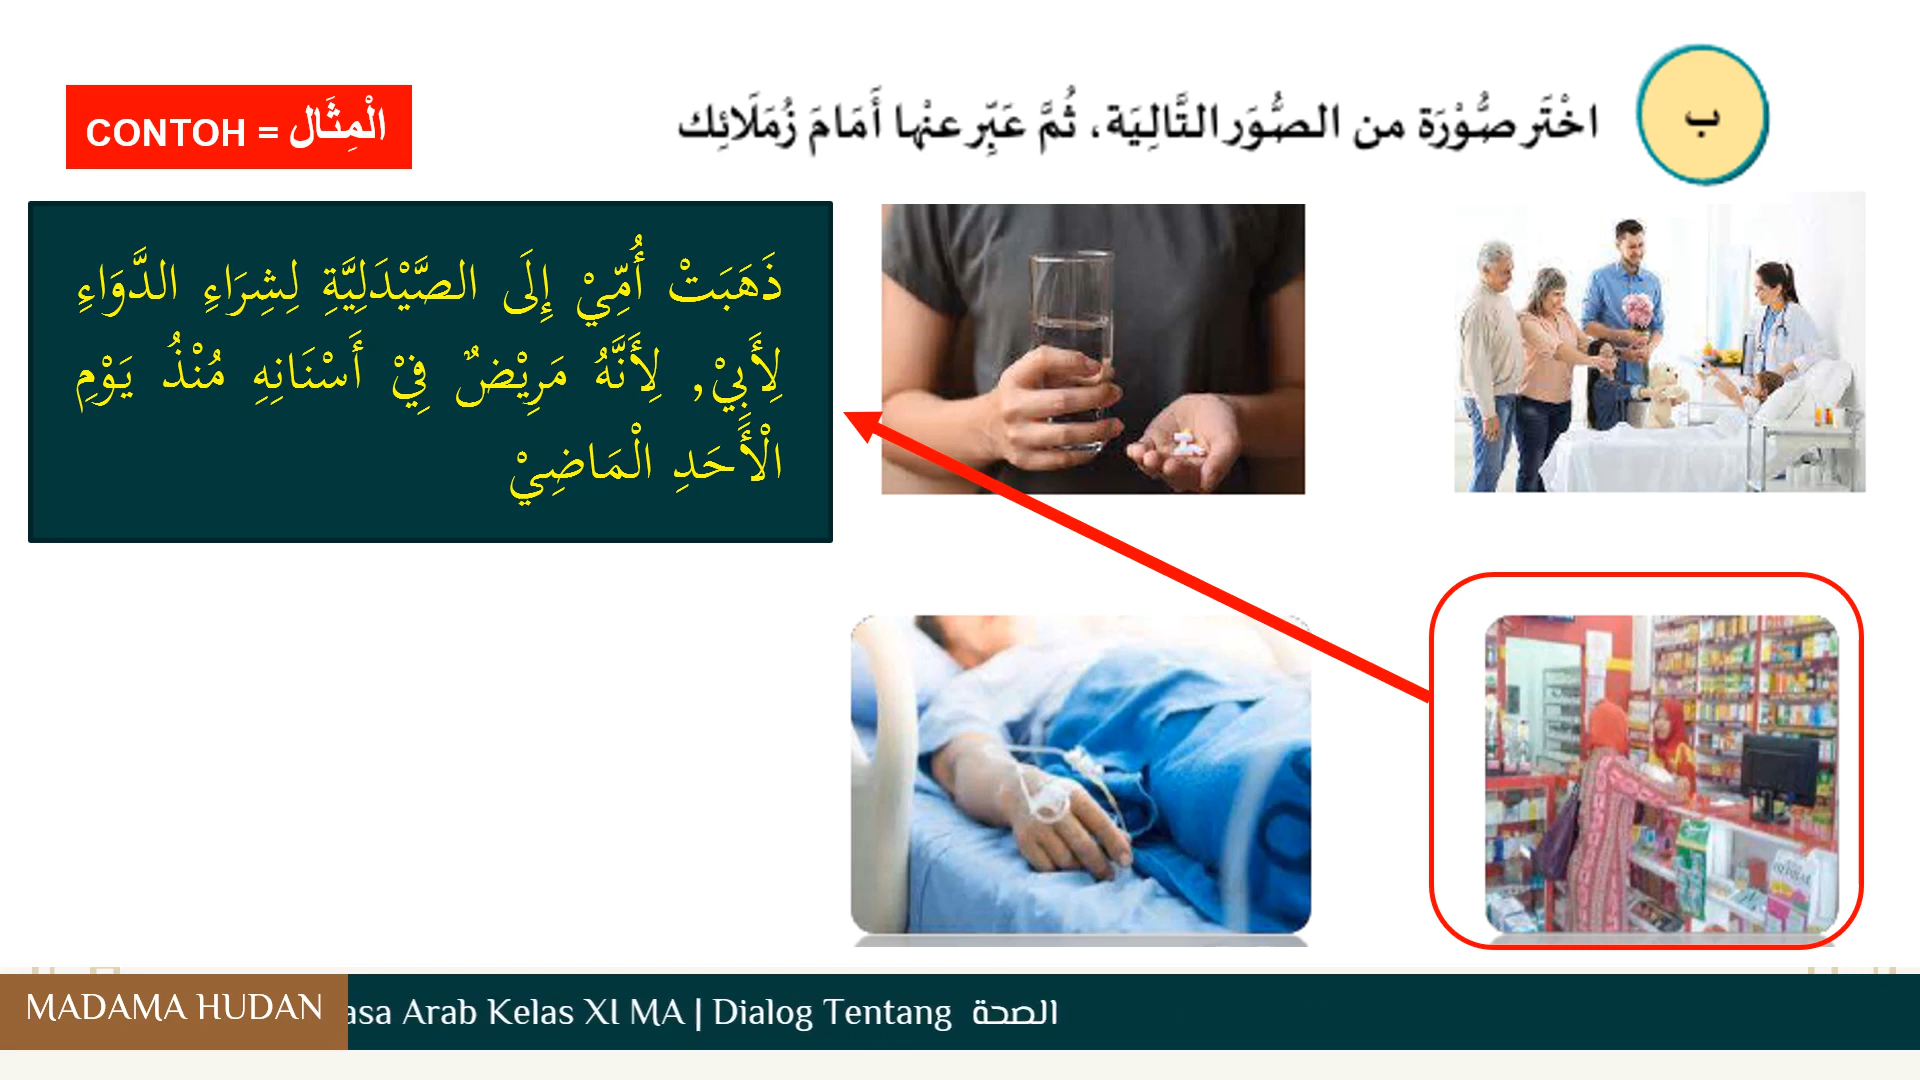 ب
اخْتَر صُّوْرَة من الصُّوَر التَّالِيَة، ثُمَّ عَبِّر عنْها أَمَامَ زُمَلَائِك
CONTOH = الْمِثَال
ذَهَبَتْ أُمِّيْ إِلَى الصَّيْدَلِيَّةِ لِشِرَاءِ الدَّوَاءِ
لِأَبِيْ, لِأَنَّهُ مَرِيْضٌ فِيْ أَسْنَانِهِ مُنْذُ يَوْمِ
الْأَحَدِ الْمَاضِيْ
MADAMA HUDAN
asa Arab Kelas XI MA | Dialog Tentang الصحة